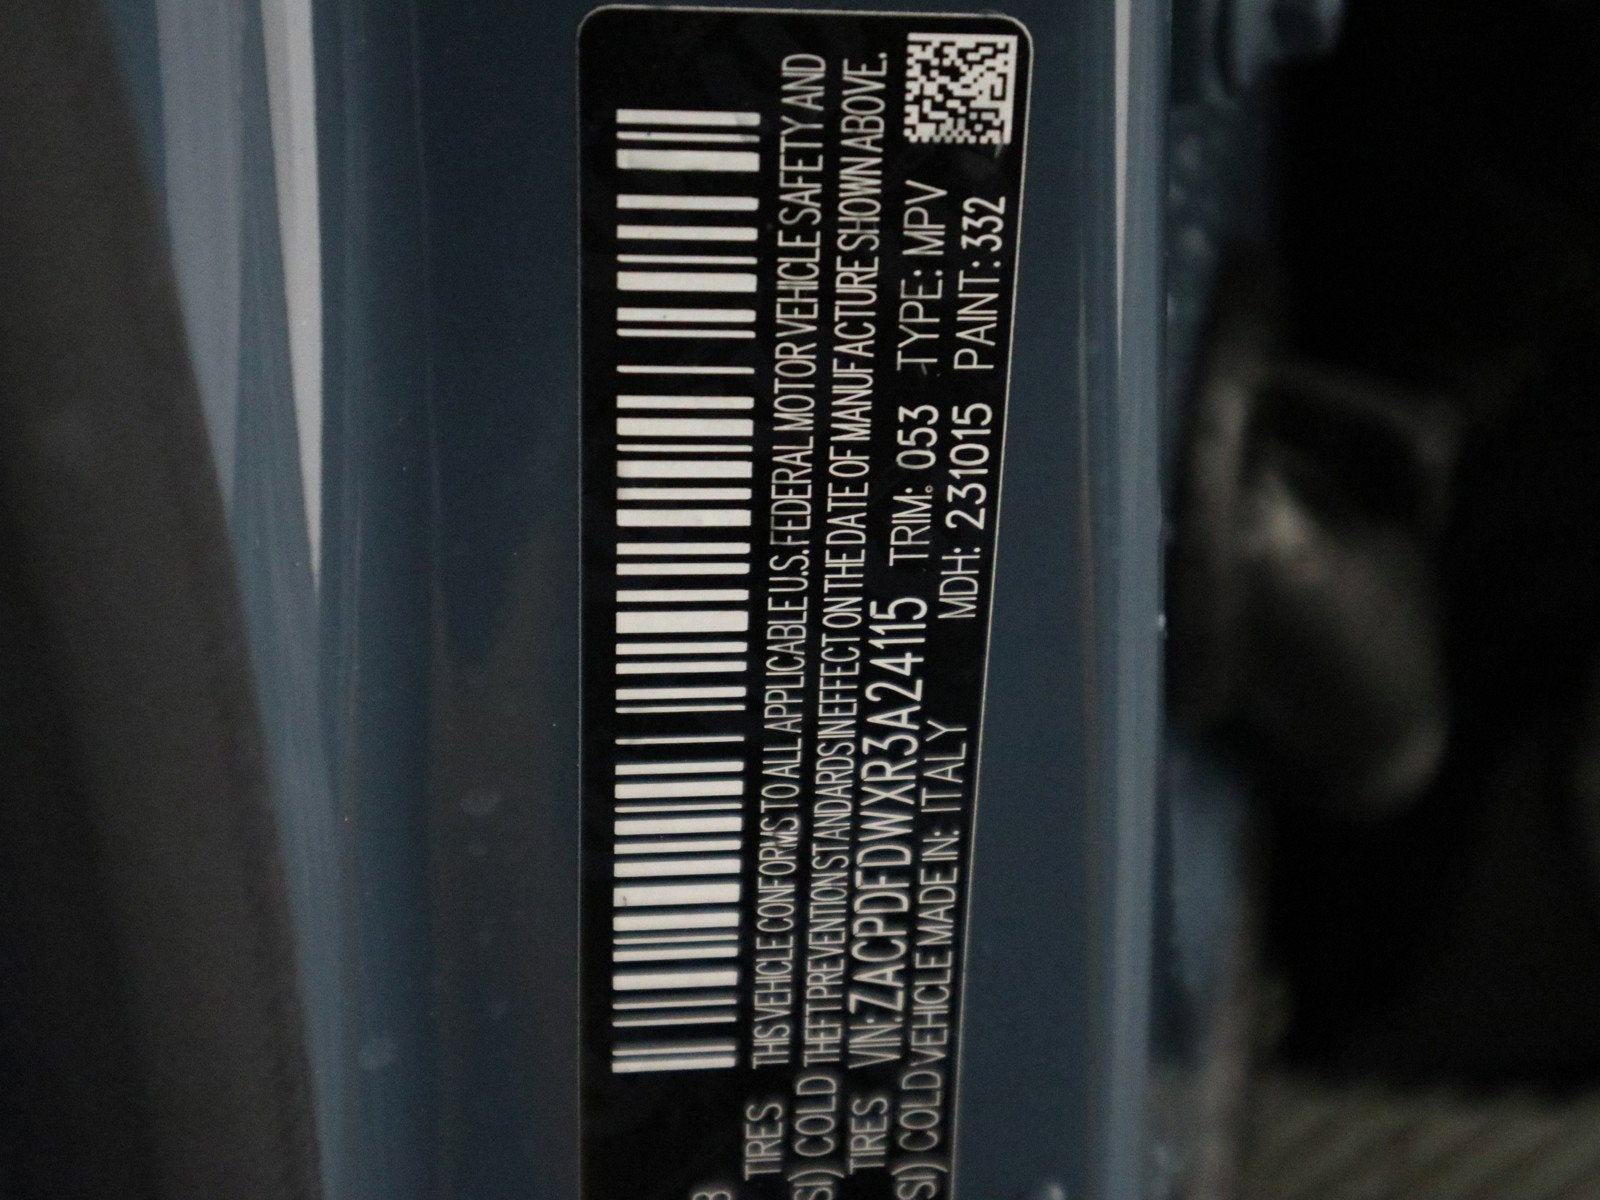 THIS VEHICLE CONFORMS TO ALL APPLICABLE U.S. FEDERAL MOTOR VEHICLE SAFETY AND
THEFT PREVENTION STANDARDS IN EFFECT ON THE DATE OF MANUFACTURE SHOWN ABOVE.
VIN: ZACPDFDWXR3A24115 TRIM: 053 TYPE: MPV
VEHICLE MADE IN: ITALY MDH: 231015 PAINT: 332
TIRES
SI) COLD
TIRES
SI) COLD